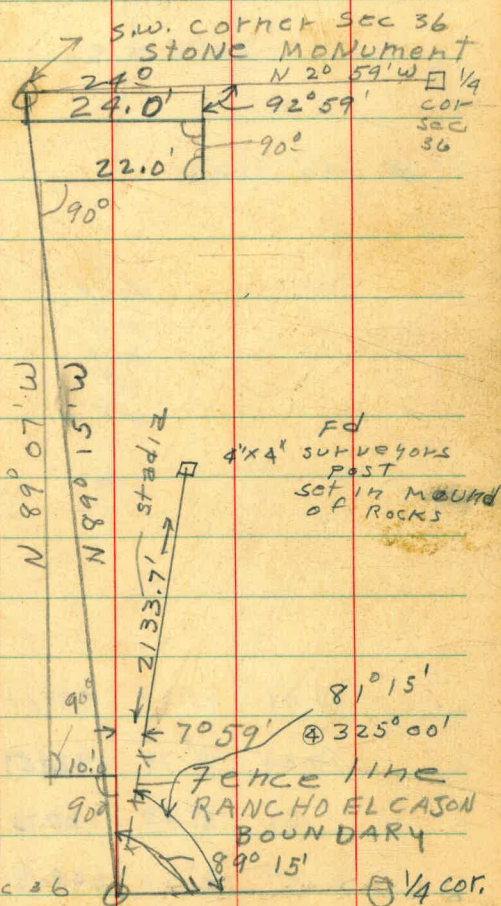 S.W. CORNER SEC 36
STONE MONUMENT
24⁰
N 2° 59' W
1/4
COR
SEC
36
24.0'
92° 59'
90°
22.0'
90°
N 89° 07' W
N 89° 15' W
2133.7' stadia
Fd
4"x4" surveyors
POST
set in Mound
of Rocks
81° 15'
④ 325° 00'
90°
7° 59'
10.0
90°
Fence line
RANCHO EL CAJON
BOUNDARY
89° 15'
c 36
1/4 cor.